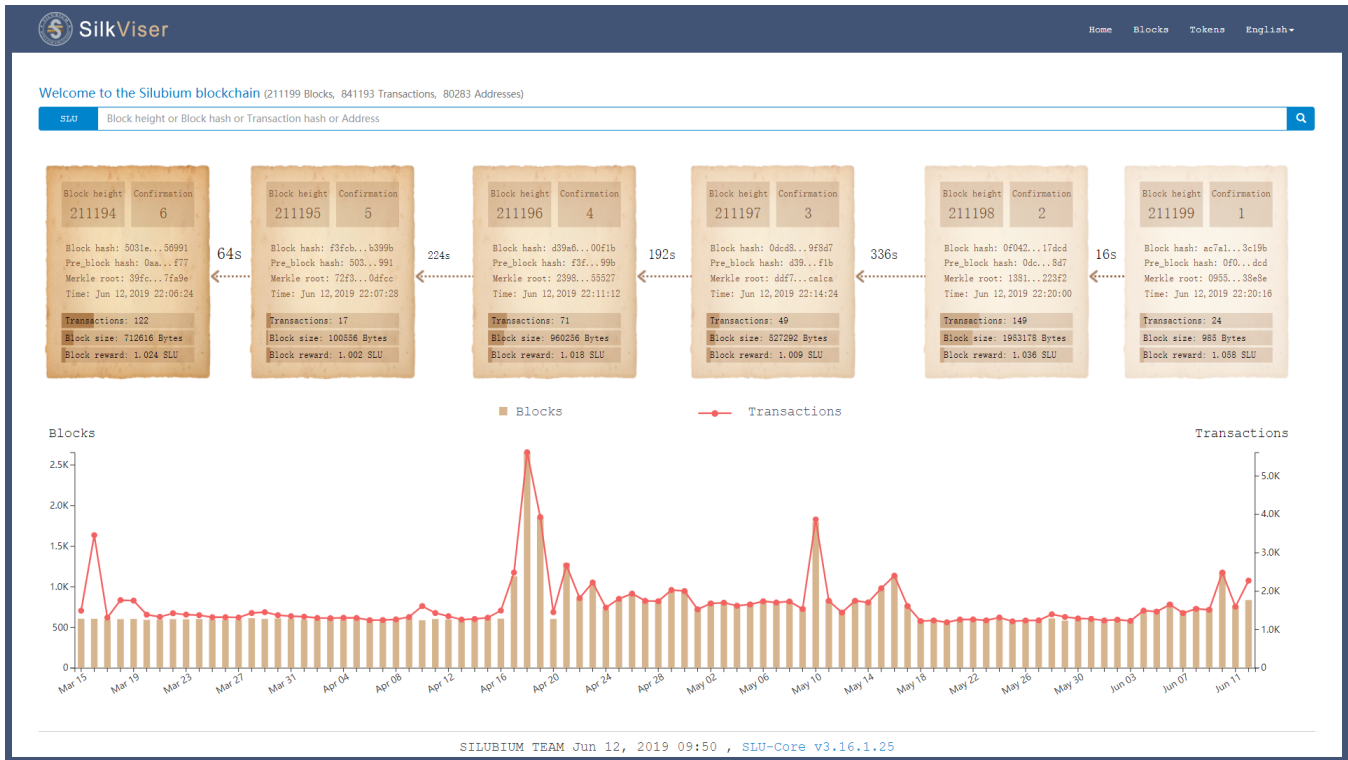 SilkViser
Home Blocks Tokens English
Welcome to the Silubium blockchain (211199 Blocks, 841193 Transactions, 80283 Addresses)
SLU Block height or Block hash or Transaction hash or Address
Block height Confirmation
211194 6
Block hash: 5031e...56991
Pre_block hash: 0aa...f77
Merkle root: 39fc...7fa9e
Time: Jun 12,2019 22:06:24
Transactions: 122
Block size: 712616 Bytes
Block reward: 1.024 SLU
64s
Block height Confirmation
211195 5
Block hash: f3fcb...b399b
Pre_block hash: 503...991
Merkle root: 72f3...0dfcc
Time: Jun 12,2019 22:07:28
Transactions: 17
Block size: 100556 Bytes
Block reward: 1.002 SLU
224s
Block height Confirmation
211196 4
Block hash: d39a6...00f1b
Pre_block hash: f3f...99b
Merkle root: 2398...55527
Time: Jun 12,2019 22:11:12
Transactions: 71
Block size: 960256 Bytes
Block reward: 1.018 SLU
192s
Block height Confirmation
211197 3
Block hash: 0dcd8...9f8d7
Pre_block hash: d39...f1b
Merkle root: ddf7...ca1ca
Time: Jun 12,2019 22:14:24
Transactions: 49
Block size: 527292 Bytes
Block reward: 1.009 SLU
336s
Block height Confirmation
211198 2
Block hash: 0f042...17dcd
Pre_block hash: 0dc...8d7
Merkle root: 1381...223f2
Time: Jun 12,2019 22:20:00
Transactions: 149
Block size: 1953178 Bytes
Block reward: 1.036 SLU
16s
Block height Confirmation
211199 1
Block hash: ac7a1...3c19b
Pre_block hash: 0f0...dcd
Merkle root: 0955...38e8e
Time: Jun 12,2019 22:20:16
Transactions: 24
Block size: 985 Bytes
Block reward: 1.058 SLU
Blocks Transactions
Blocks Transactions
2.5K
2.0K
1.5K
1.0K
500
0
5.0K
4.0K
3.0K
2.0K
1.0K
0
Mar 15 Mar 19 Mar 23 Mar 27 Mar 31 Apr 04 Apr 08 Apr 12 Apr 16 Apr 20 Apr 24 Apr 28 May 02 May 06 May 10 May 14 May 18 May 22 May 26 May 30 Jun 03 Jun 07 Jun 11
SILUBIUM TEAM Jun 12, 2019 09:50 , SLU-Core v3.16.1.25